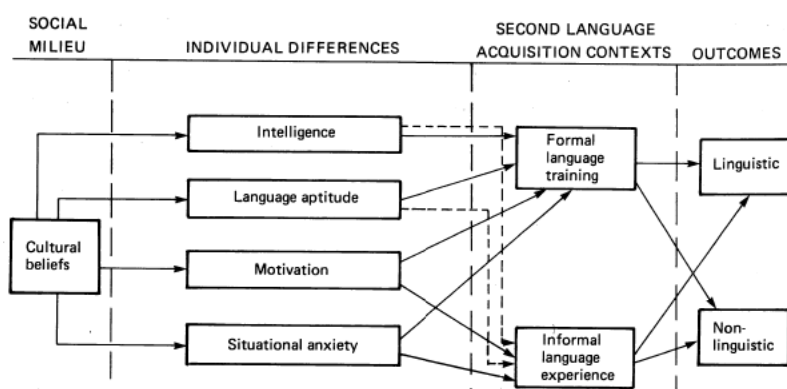 SOCIAL
MILIEU
INDIVIDUAL DIFFERENCES
SECOND LANGUAGE
ACQUISITION CONTEXTS
OUTCOMES
Cultural
beliefs
Intelligence
Language aptitude
Motivation
Situational anxiety
Formal
language
training
Informal
language
experience
Linguistic
Non-
linguistic